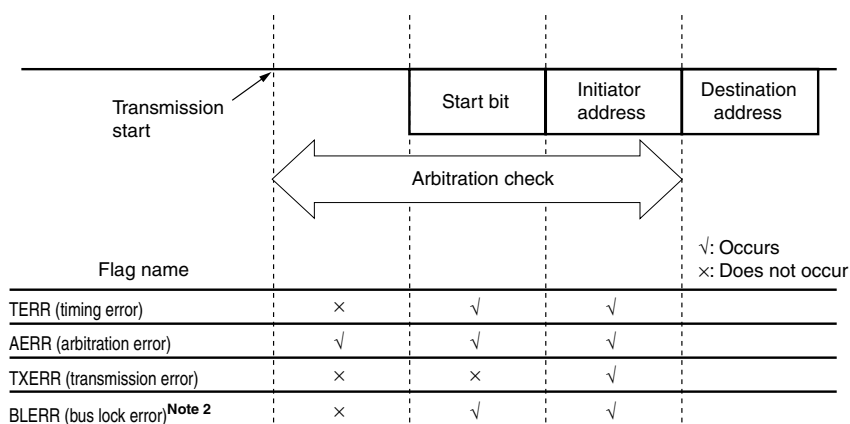 Transmission
start
Start bit
Initiator
address
Destination
address
Arbitration check
√: Occurs
×: Does not occur
Flag name
TERR (timing error) × √ √
AERR (arbitration error) √ √ √
TXERR (transmission error) × × √
BLERR (bus lock error)Note 2 × √ √